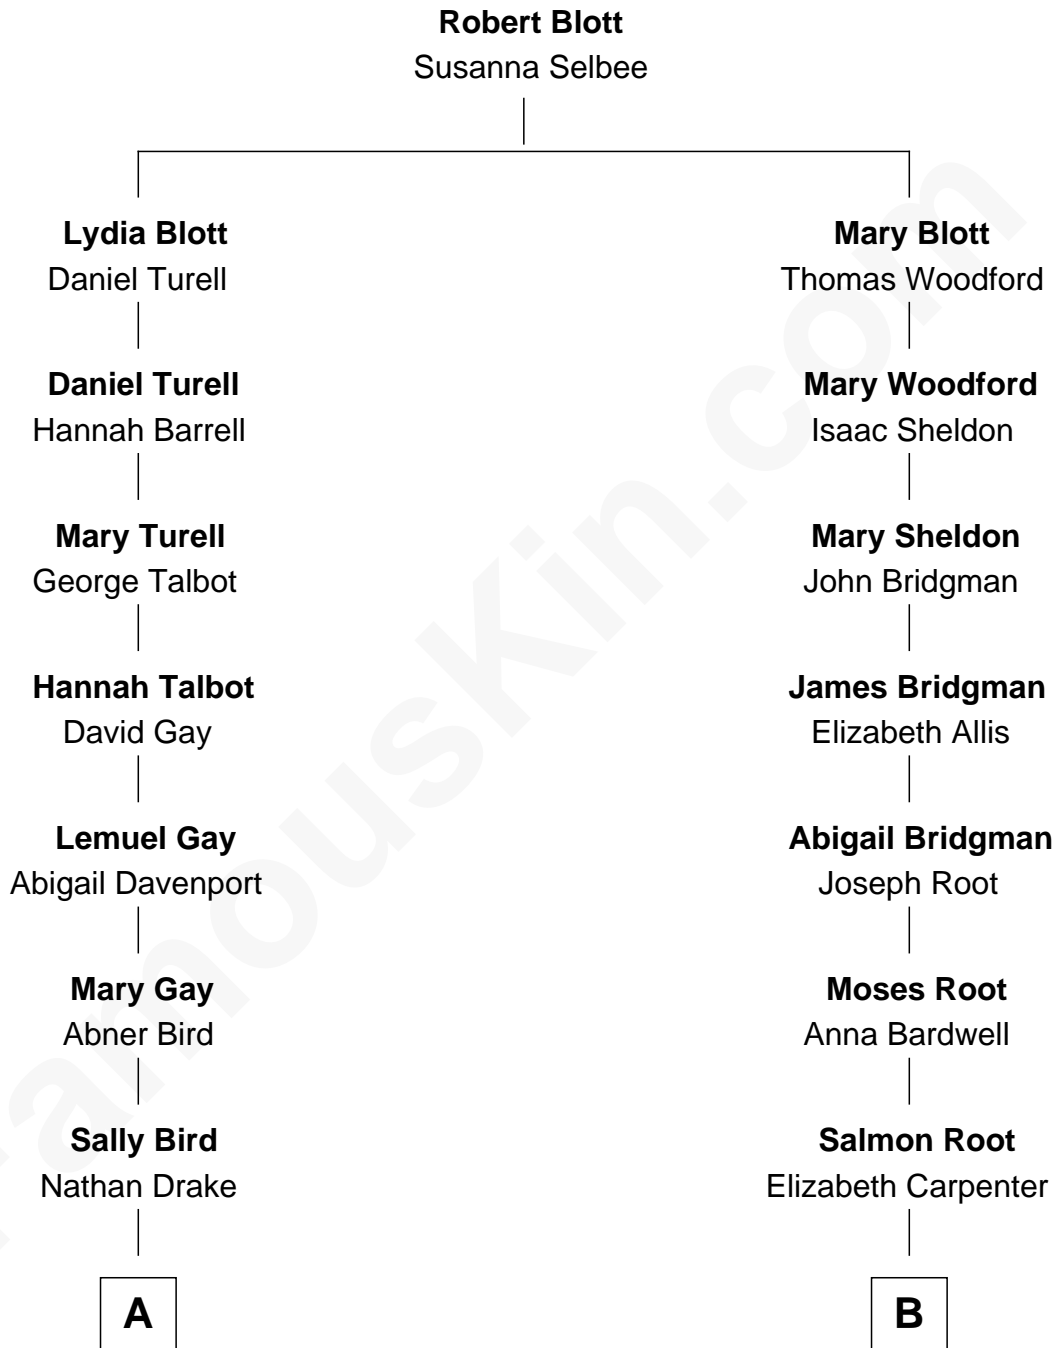 Robert Blott
Susanna Selbee
Lydia Blott
Daniel Turell
Mary Blott
Thomas Woodford
Daniel Turell
Hannah Barrell
Mary Woodford
Isaac Sheldon
Mary Turell
George Talbot
Mary Sheldon
John Bridgman
Hannah Talbot
David Gay
James Bridgman
Elizabeth Allis
Lemuel Gay
Abigail Davenport
Abigail Bridgman
Joseph Root
Mary Gay
Abner Bird
Moses Root
Anna Bardwell
Sally Bird
Nathan Drake
Salmon Root
Elizabeth Carpenter
A
B
FamousKin.com